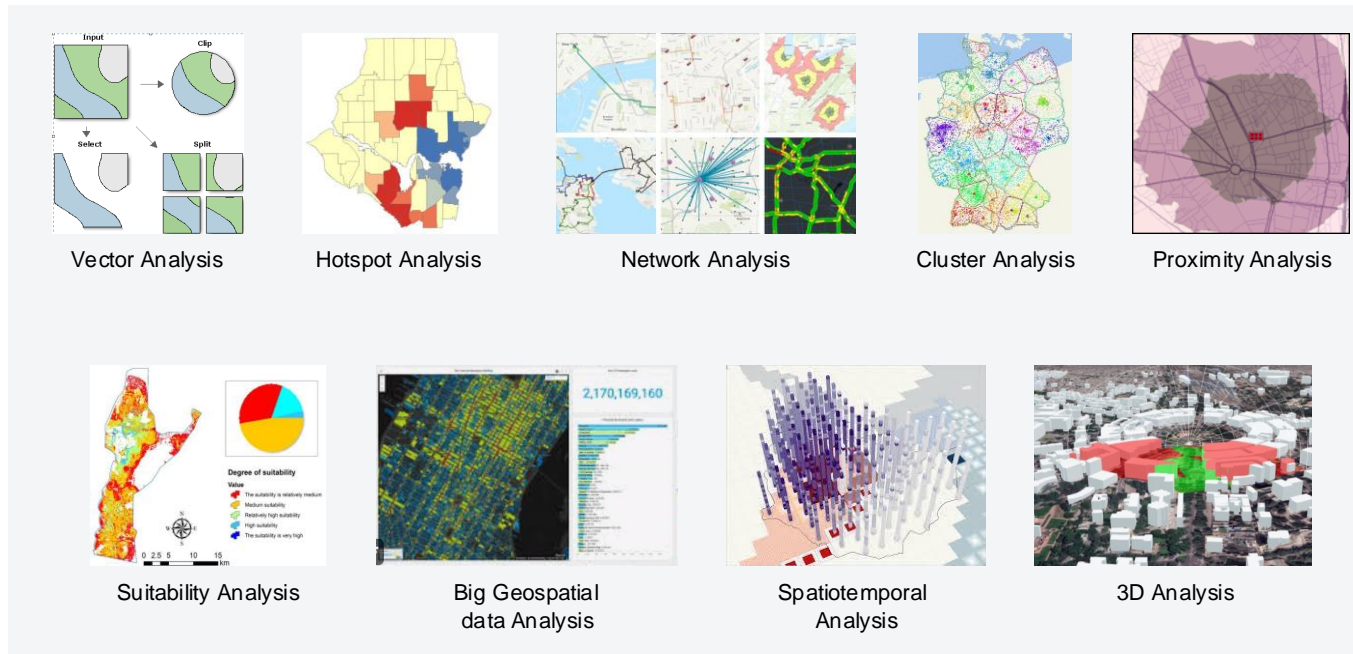 Input
Clip
Select
Split
Vector Analysis
Hotspot Analysis
Network Analysis
Cluster Analysis
Proximity Analysis
Degree of suitability
Value
The suitability is relatively medium
Medium suitability
Relatively high suitability
High suitability
The suitability is very high
0 2.5 5 10 15
km
Suitability Analysis
2,170,169,160
Big Geospatial
data Analysis
Spatiotemporal
Analysis
3D Analysis